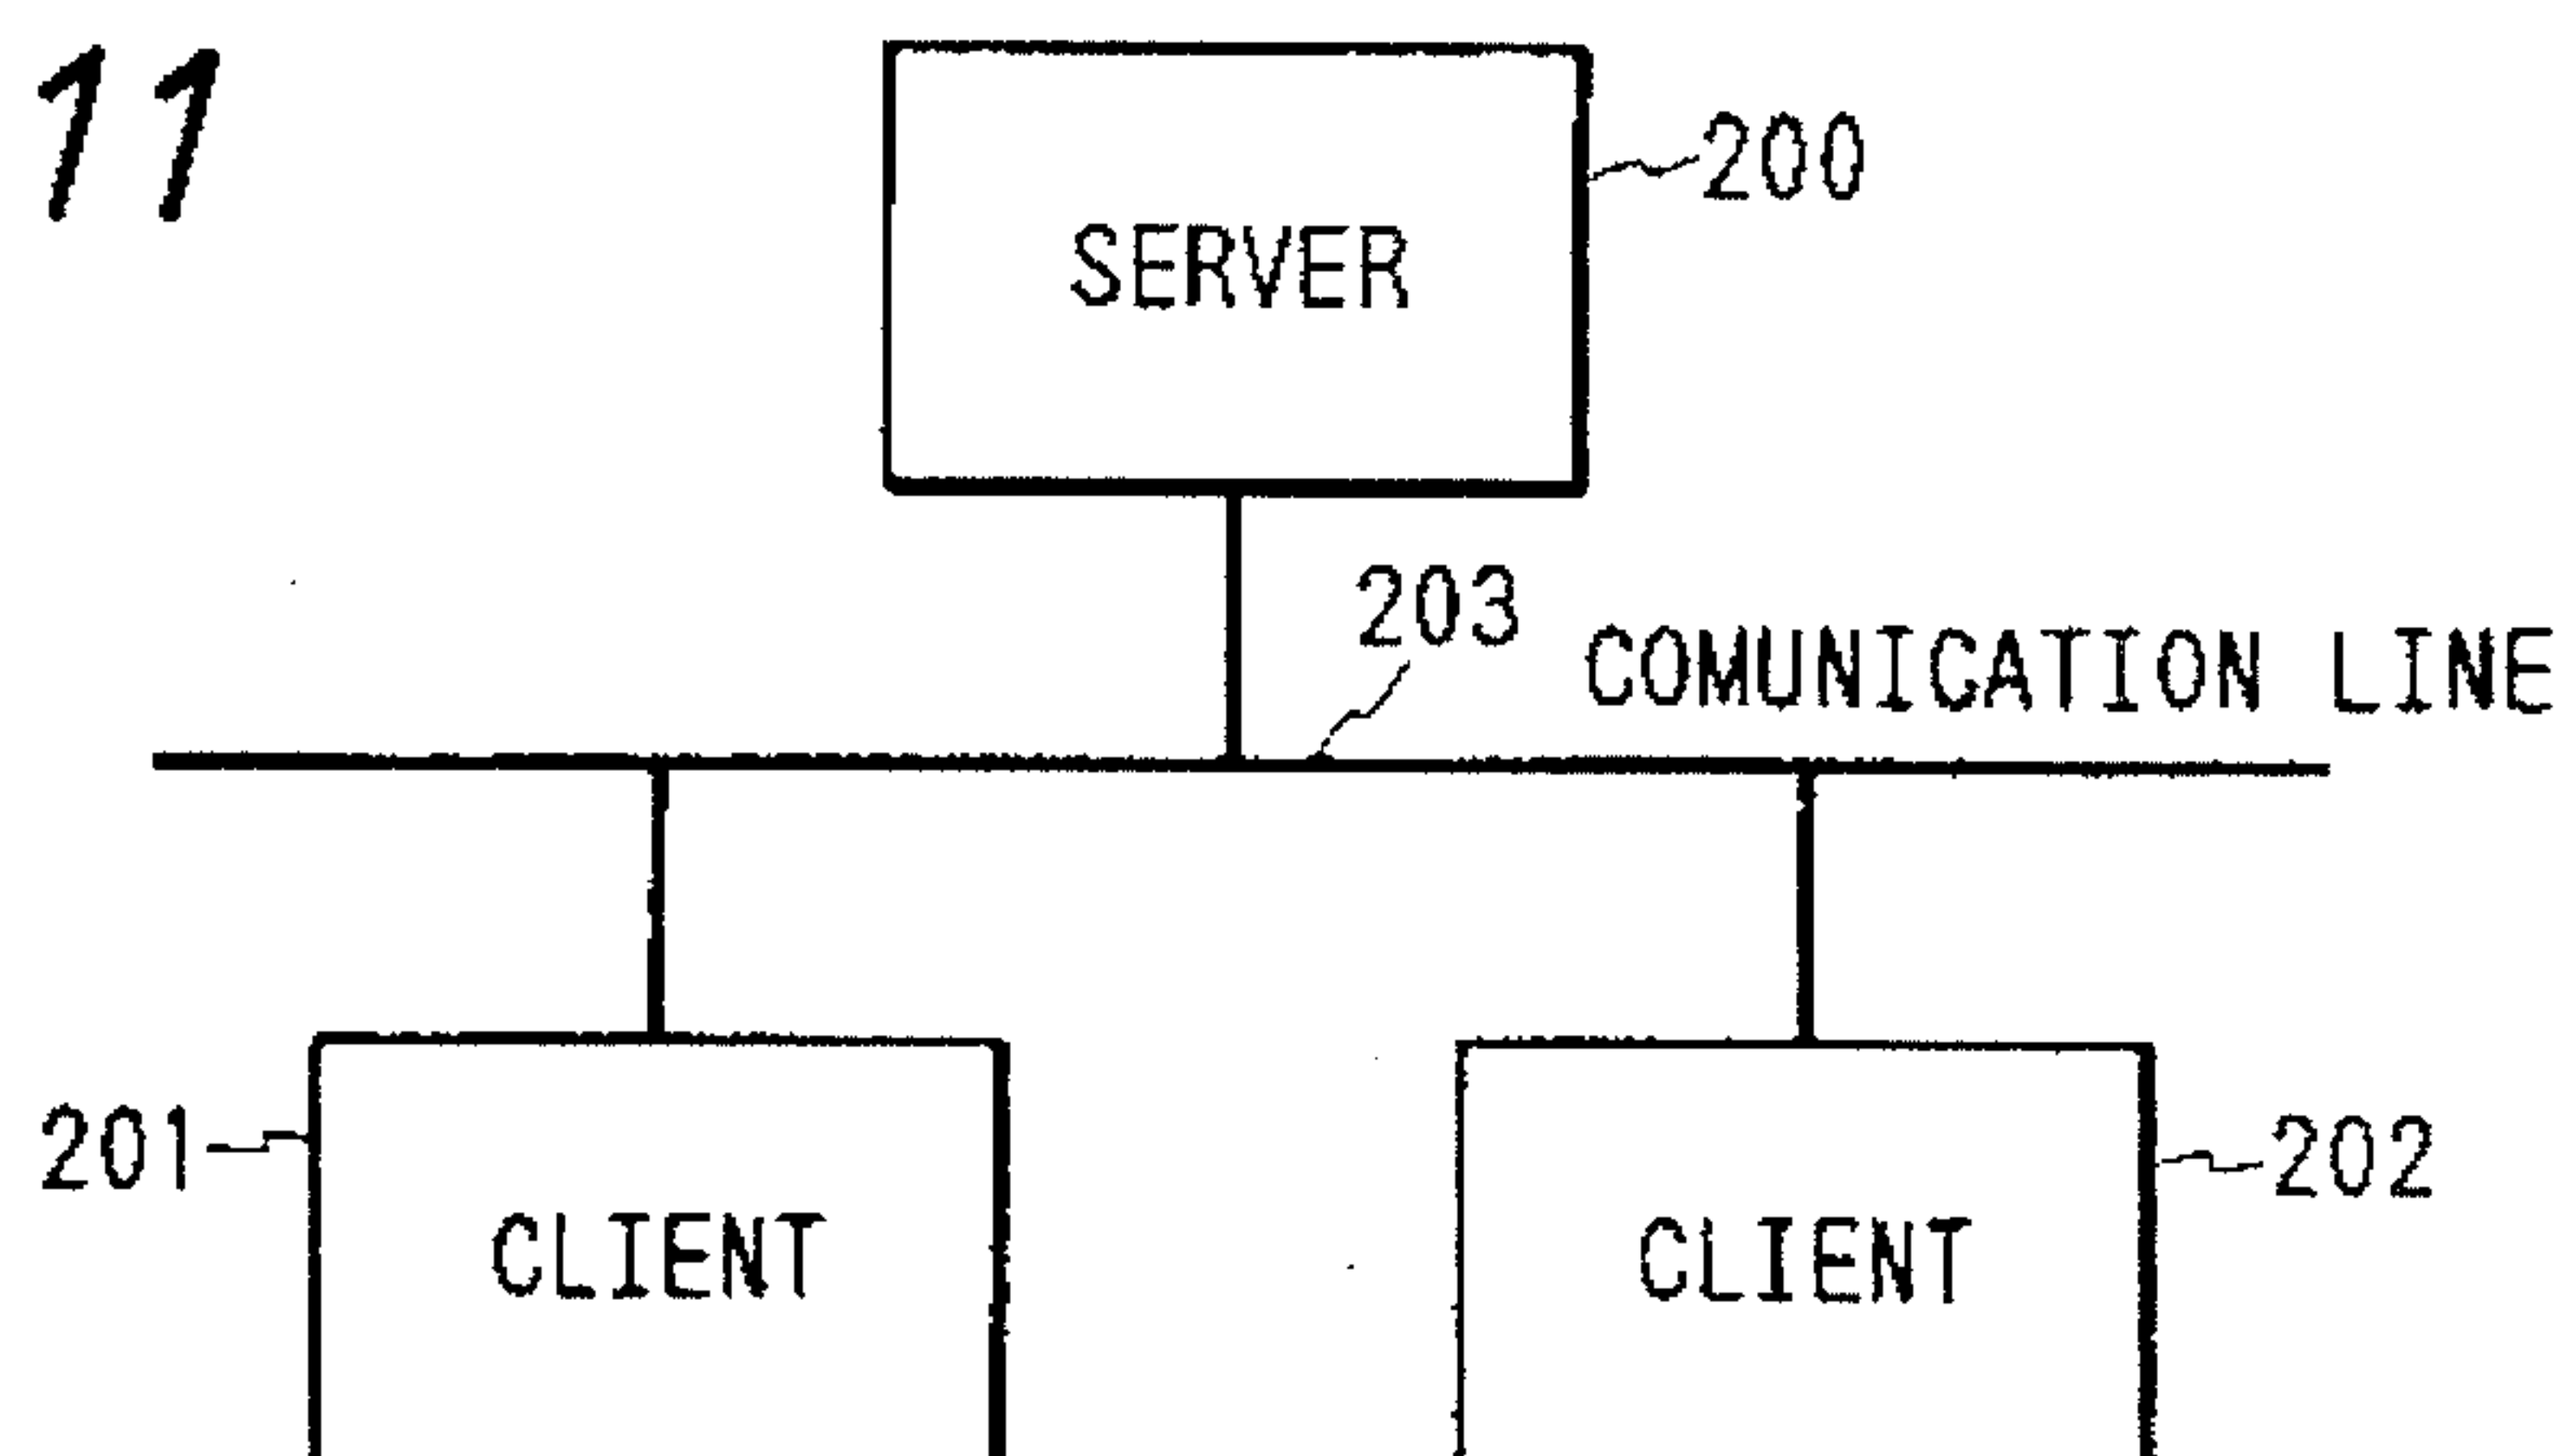 11
200
SERVER
203
COMUNICATION LINE
201
202
CLIENT
CLIENT